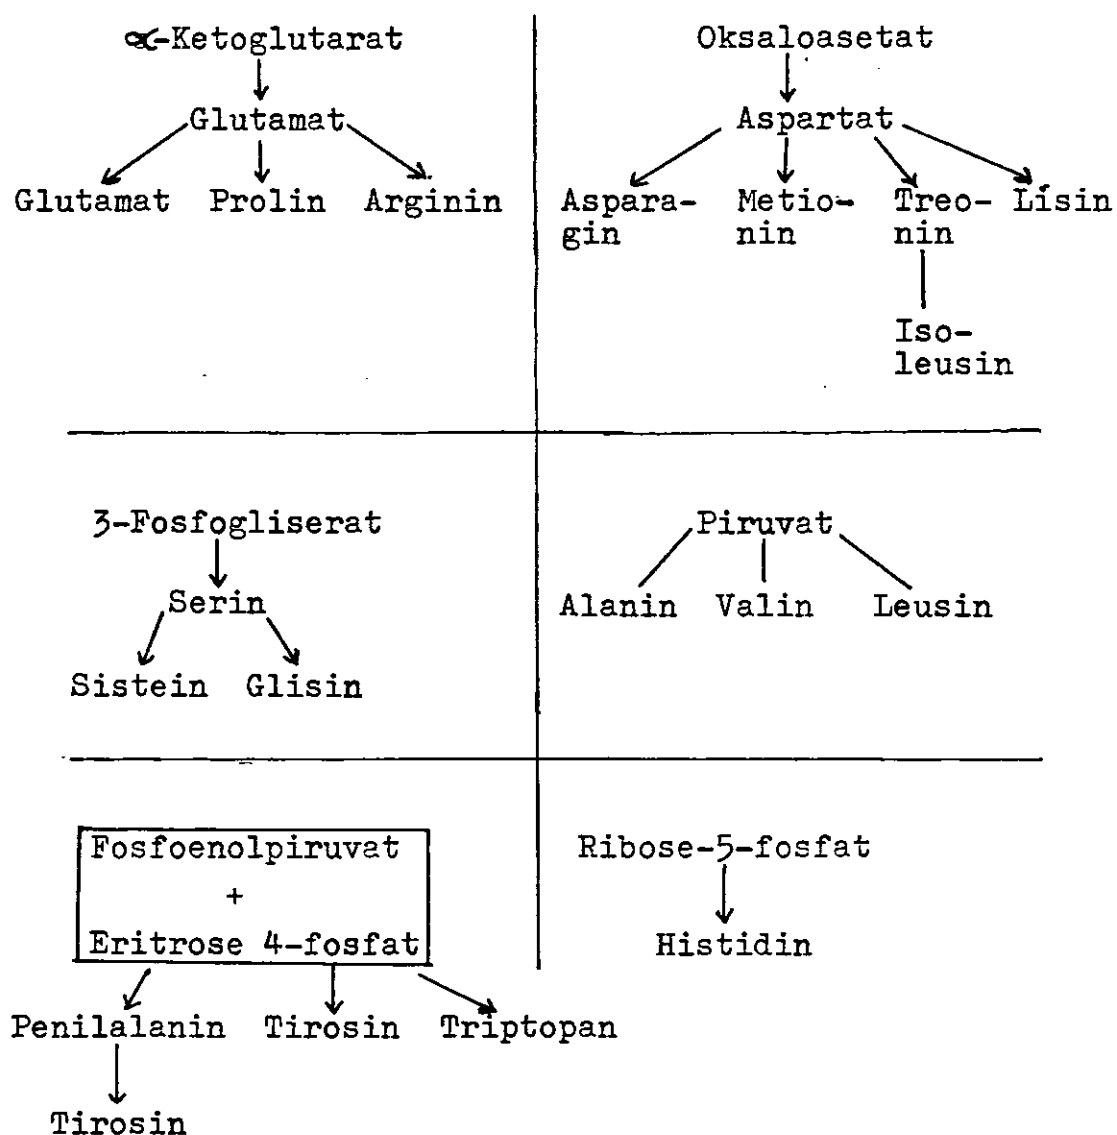 α-Ketoglutarat
Glutamat
Glutamat Prolin Arginin
Oksaloasetat
Aspartat
Aspara- Metio- Treo- Lisin
gin nin nin
Iso-
leusin
3-Fosfogliserat
Serin
Sistein Glisin
Piruvat
Alanin Valin Leusin
Fosfoenolpiruvat
+
Eritrose 4-fosfat
Penilalanin Tirosin Triptopan
Tirosin
Ribose-5-fosfat
Histidin